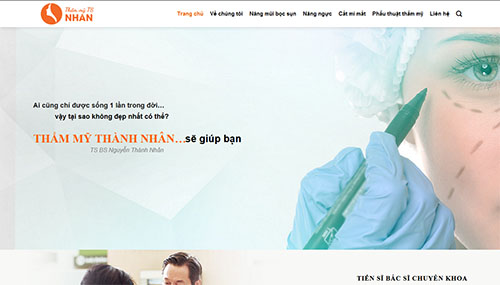 Thẩm mỹ TS
NHÂN
Trang chủ Về chúng tôi Nâng mũi bọc sụn Nâng ngực Cắt mí mắt Phẩu thuật thẩm mỹ Liên hệ
Ai cũng chỉ được sống 1 lần trong đời...
vậy tại sao không đẹp nhất có thể?
THẨM MỸ THÀNH NHÂN...sẽ giúp bạn
TS BS Nguyễn Thành Nhân
TIẾN SĨ BÁC SĨ CHUYÊN KHOA